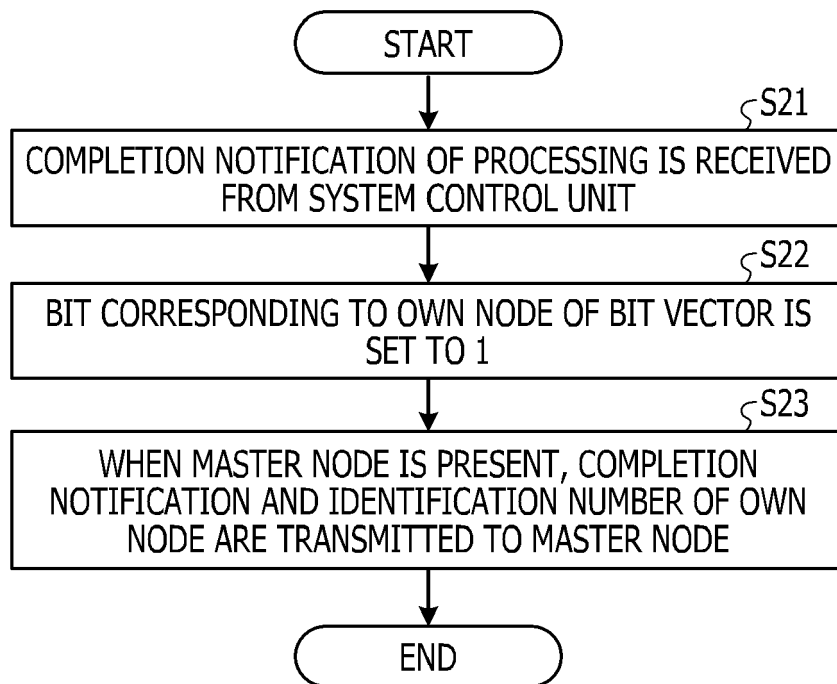 START
S21
COMPLETION NOTIFICATION OF PROCESSING IS RECEIVED
FROM SYSTEM CONTROL UNIT
S22
BIT CORRESPONDING TO OWN NODE OF BIT VECTOR IS
SET TO 1
S23
WHEN MASTER NODE IS PRESENT, COMPLETION
NOTIFICATION AND IDENTIFICATION NUMBER OF OWN
NODE ARE TRANSMITTED TO MASTER NODE
END